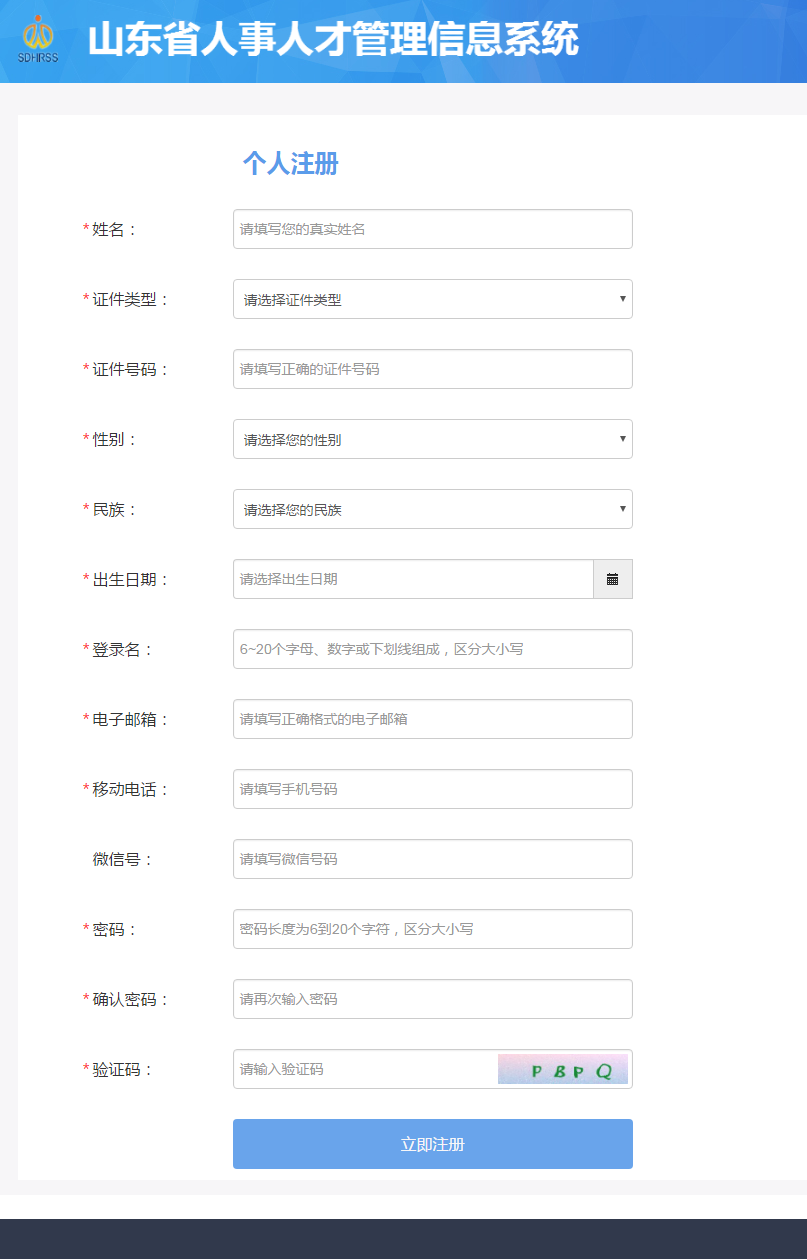 SDHRSS
山东省人事人才管理信息系统
个人注册
*姓名：
请填写您的真实姓名
*证件类型：
请选择证件类型
*证件号码：
请填写正确的证件号码
*性别：
请选择您的性别
*民族：
请选择您的民族
*出生日期：
请选择出生日期
*登录名：
6~20个字母、数字或下划线组成，区分大小写
*电子邮箱：
请填写正确格式的电子邮箱
*移动电话：
请填写手机号码
微信号：
请填写微信号码
*密码：
密码长度为6到20个字符，区分大小写
*确认密码：
请再次输入密码
*验证码：
请输入验证码
P B P Q
立即注册